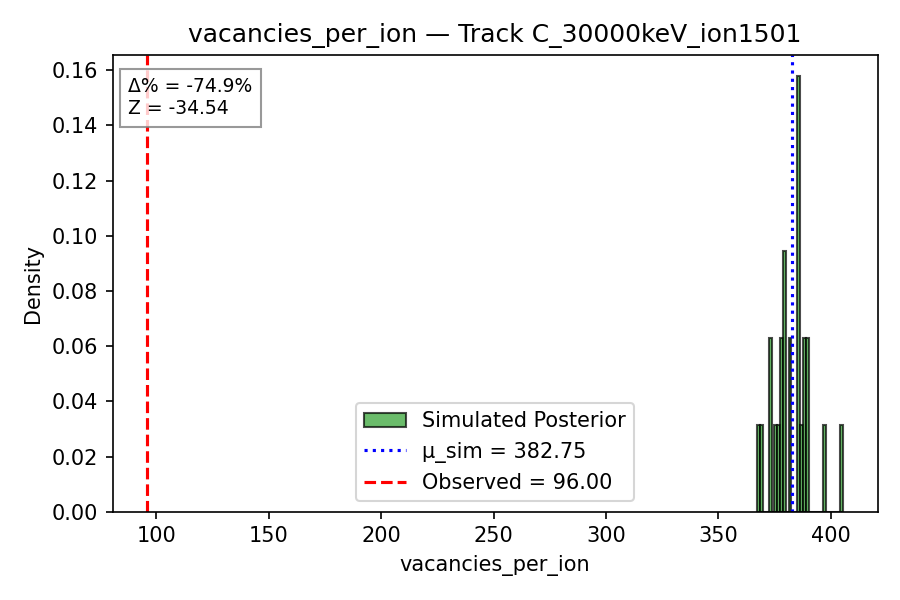 vacancies_per_ion — Track C_30000keV_ion1501
Δ% = -74.9%
Z = -34.54
0.16
0.14
0.12
0.10
0.08
0.06
0.04
0.02
0.00
Density
Simulated Posterior
μ_sim = 382.75
Observed = 96.00
100 150 200 250 300 350 400
vacancies_per_ion